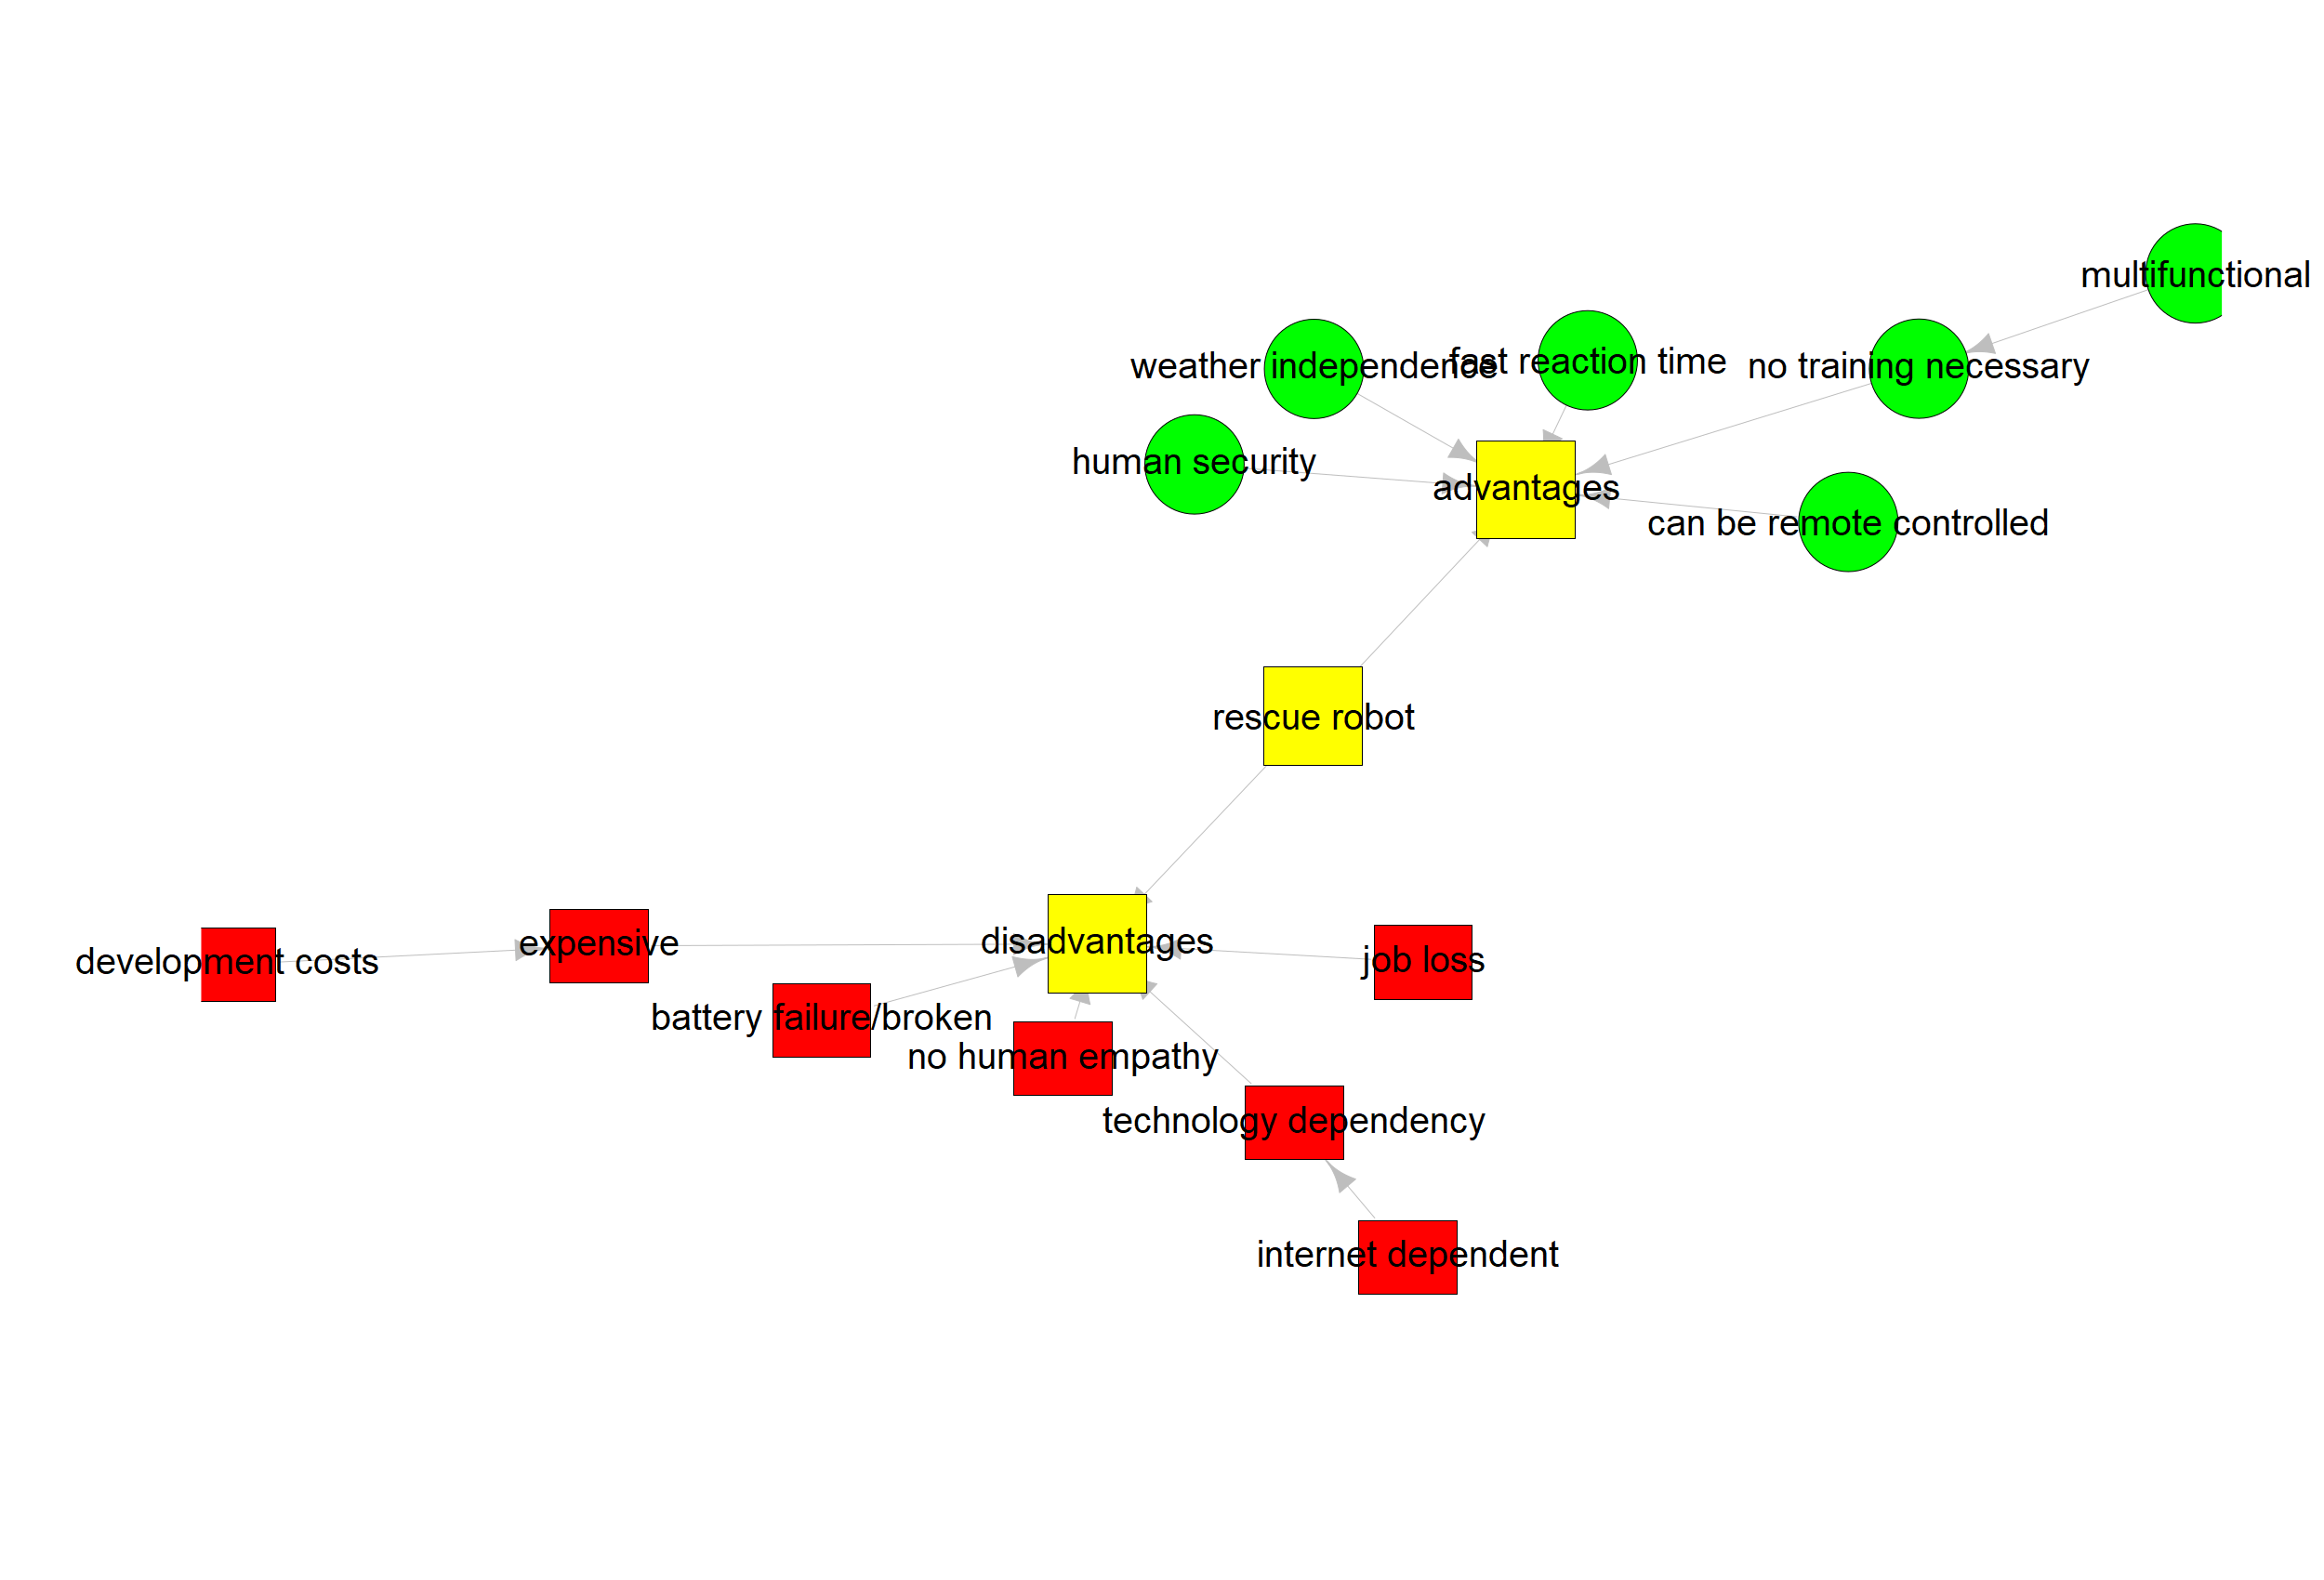 multifunctional
weather independence
fast reaction time
no training necessary
human security
advantages
can be remote controlled
rescue robot
development costs
expensive
disadvantages
job loss
battery failure/broken
no human empathy
technology dependency
internet dependent